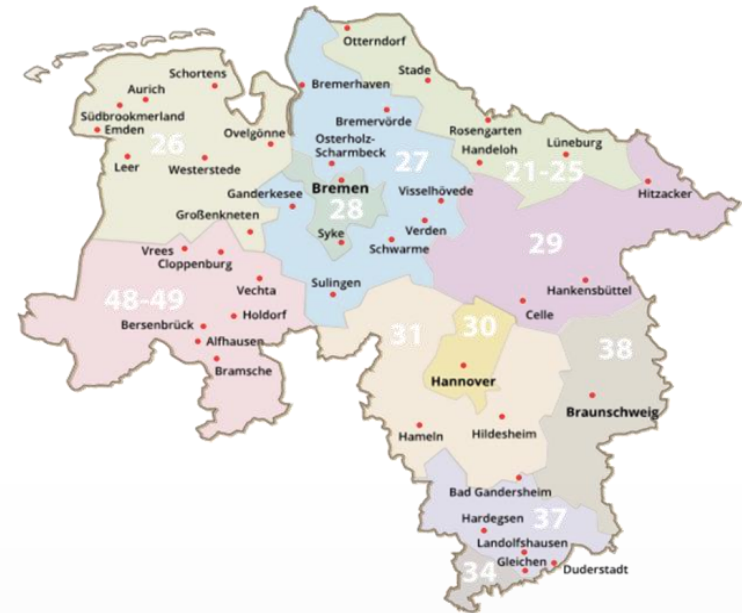 Otterndorf
Schortens
Stade
Aurich
Bremerhaven
Südbrookmerland
Bremervörde
Emden
Rosengarten
Ovelgönne
26
Osterholz-
Scharmbeck
Handeloh
Lüneburg
27
21-25
Leer
Westerstede
Bremen
Visselhövede
Hitzacker
Ganderkesee
28
Großenkneten
Syke
Verden
29
Schwarme
Vrees
Cloppenburg
Vechta
Sulingen
Hankensbüttel
48-49
Holdorf
Celle
Bersenbrück
30
31
38
Alfhausen
Bramsche
Hannover
Braunschweig
Hameln
Hildesheim
Bad Gandersheim
Hardegsen
37
Landolfshausen
Gleichen
Duderstadt
34